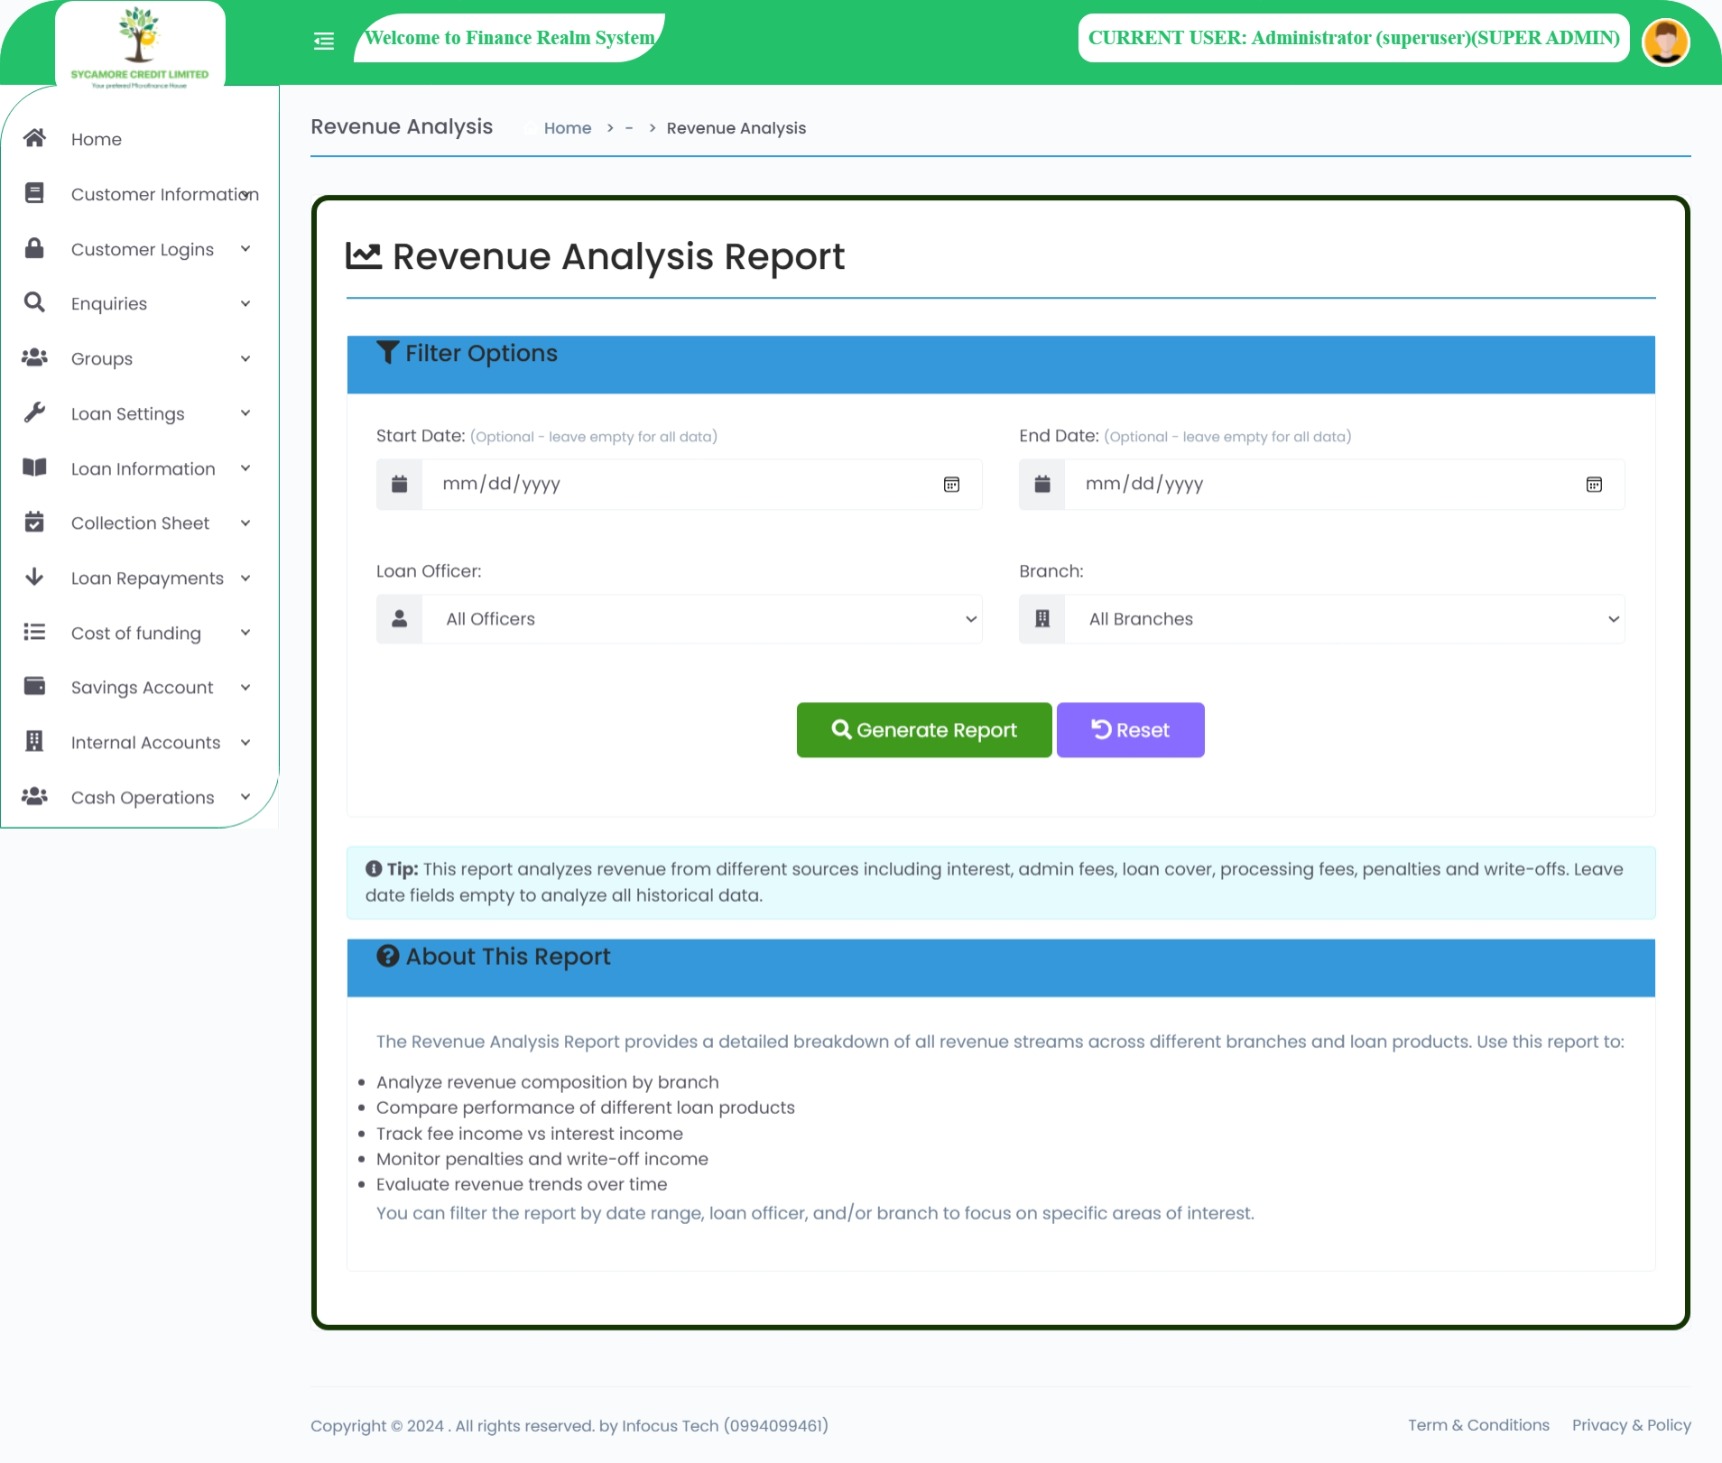 SYCAMORE CREDIT LIMITED
Your preferred Microfinance House
Welcome to Finance Realm System
CURRENT USER: Administrator (superuser)(SUPER ADMIN)
Home
Customer Information
Customer Logins
Enquiries
Groups
Loan Settings
Loan Information
Collection Sheet
Loan Repayments
Cost of funding
Savings Account
Internal Accounts
Cash Operations
Revenue Analysis
Home > - > Revenue Analysis
Revenue Analysis Report
Filter Options
Start Date: (Optional - leave empty for all data)
mm/dd/yyyy
End Date: (Optional - leave empty for all data)
mm/dd/yyyy
Loan Officer:
All Officers
Branch:
All Branches
Generate Report
Reset
Tip: This report analyzes revenue from different sources including interest, admin fees, loan cover, processing fees, penalties and write-offs. Leave
date fields empty to analyze all historical data.
About This Report
The Revenue Analysis Report provides a detailed breakdown of all revenue streams across different branches and loan products. Use this report to:
• Analyze revenue composition by branch
• Compare performance of different loan products
• Track fee income vs interest income
• Monitor penalties and write-off income
• Evaluate revenue trends over time
You can filter the report by date range, loan officer, and/or branch to focus on specific areas of interest.
Copyright © 2024 . All rights reserved. by Infocus Tech (0994099461)
Term & Conditions
Privacy & Policy